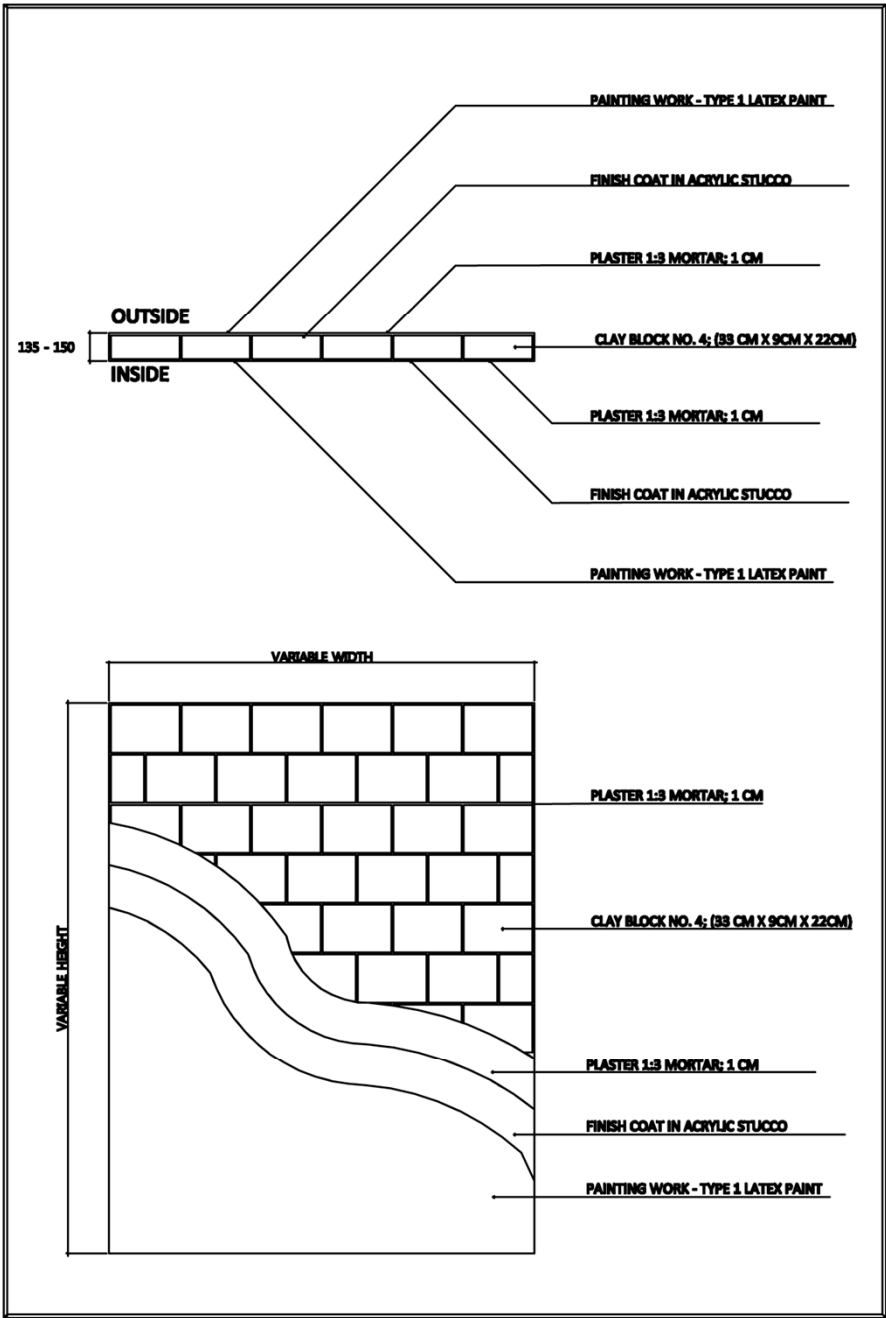 PAINTING WORK - TYPE 1 LATEX PAINT
FINISH COAT IN ACRYLIC STUCCO
PLASTER 1:3 MORTAR; 1 CM
OUTSIDE
135 - 150
CLAY BLOCK NO. 4; (33 CM X 9CM X 22CM)
INSIDE
PLASTER 1:3 MORTAR; 1 CM
FINISH COAT IN ACRYLIC STUCCO
PAINTING WORK - TYPE 1 LATEX PAINT
VARIABLE WIDTH
PLASTER 1:3 MORTAR; 1 CM
CLAY BLOCK NO. 4; (33 CM X 9CM X 22CM)
VARIABLE HEIGHT
PLASTER 1:3 MORTAR; 1 CM
FINISH COAT IN ACRYLIC STUCCO
PAINTING WORK - TYPE 1 LATEX PAINT